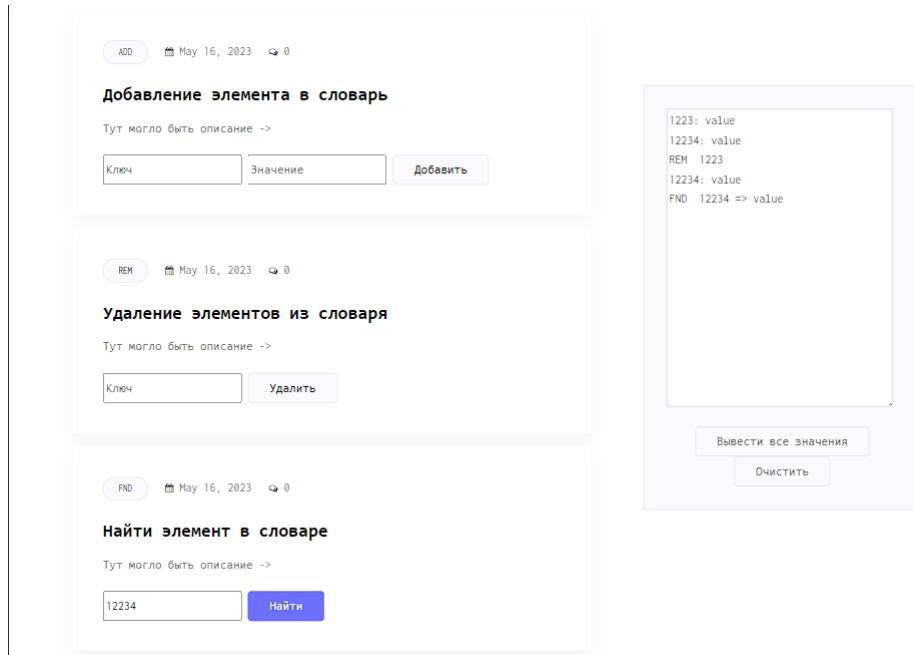 ADD May 16, 2023 0
Добавление элемента в словарь
Тут могло быть описание ->
Ключ Значение Добавить
REM May 16, 2023 0
Удаление элементов из словаря
Тут могло быть описание ->
Ключ Удалить
FND May 16, 2023 0
Найти элемент в словаре
Тут могло быть описание ->
12234 Найти
1223: value
12234: value
REM 1223
12234: value
FND 12234 => value
Вывести все значения
Очистить